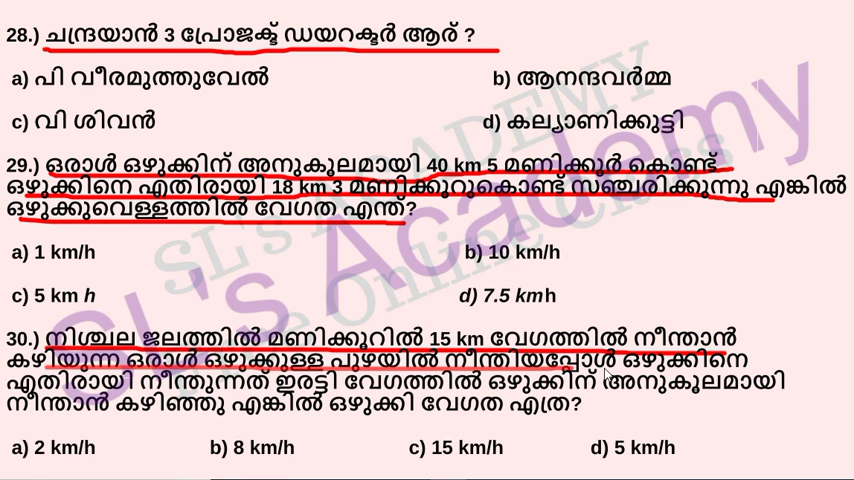 28.) ചന്ദ്രയാൻ 3 പ്രോജക്ട് ഡയറക്ടർ ആര് ?
a) പി വീരമുത്തുവേൽ b) ആനന്ദവർമ്മ
c) വി ശിവൻ d) കല്യാണിക്കുട്ടി
29.) ഒരാൾ ഒഴുക്കിന് അനുകൂലമായി 40 km 5 മണിക്കൂർ കൊണ്ട്
ഒഴുക്കിനെ എതിരായി 18 km 3 മണിക്കൂറുകൊണ്ട് സഞ്ചരിക്കുന്നു എങ്കിൽ
ഒഴുക്കുവെള്ളത്തിൽ വേഗത എന്ത്?
a) 1 km/h b) 10 km/h
c) 5 km h d) 7.5 kmh
30.) നിശ്ചല ജലത്തിൽ മണിക്കൂറിൽ 15 km വേഗത്തിൽ നീന്താൻ
കഴിയുന്ന ഒരാൾ ഒഴുക്കുള്ള പുഴയിൽ നീന്തിയപ്പോൾ ഒഴുക്കിനെ
എതിരായി നീന്തുന്നത് ഇരട്ടി വേഗത്തിൽ ഒഴുക്കിന് അനുകൂലമായി
നീന്താൻ കഴിഞ്ഞു എങ്കിൽ ഒഴുക്കി വേഗത എത്ര?
a) 2 km/h b) 8 km/h c) 15 km/h d) 5 km/h
SL's Academy
SL's ACADEMY